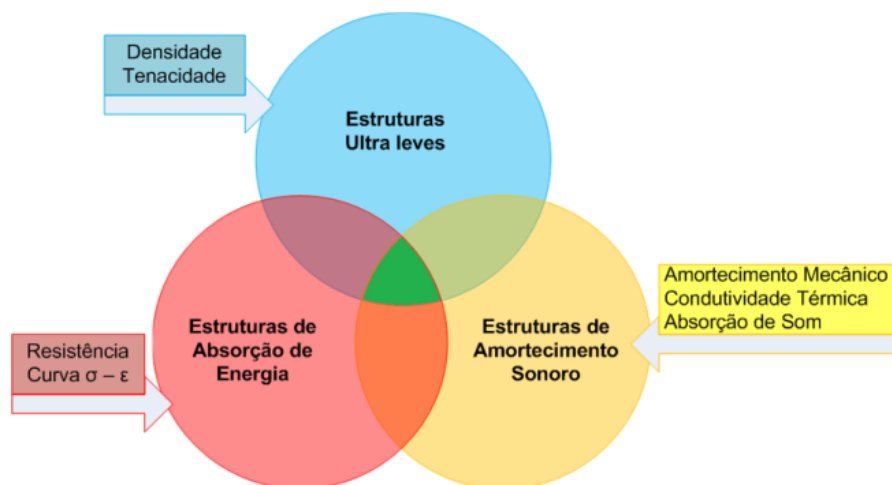 Densidade
Tenacidade
Estruturas
Ultra leves
Estruturas de
Absorção de
Energia
Estruturas de
Amortecimento
Sonoro
Amortecimento Mecânico
Condutividade Térmica
Absorção de Som
Resistência
Curva σ – ε